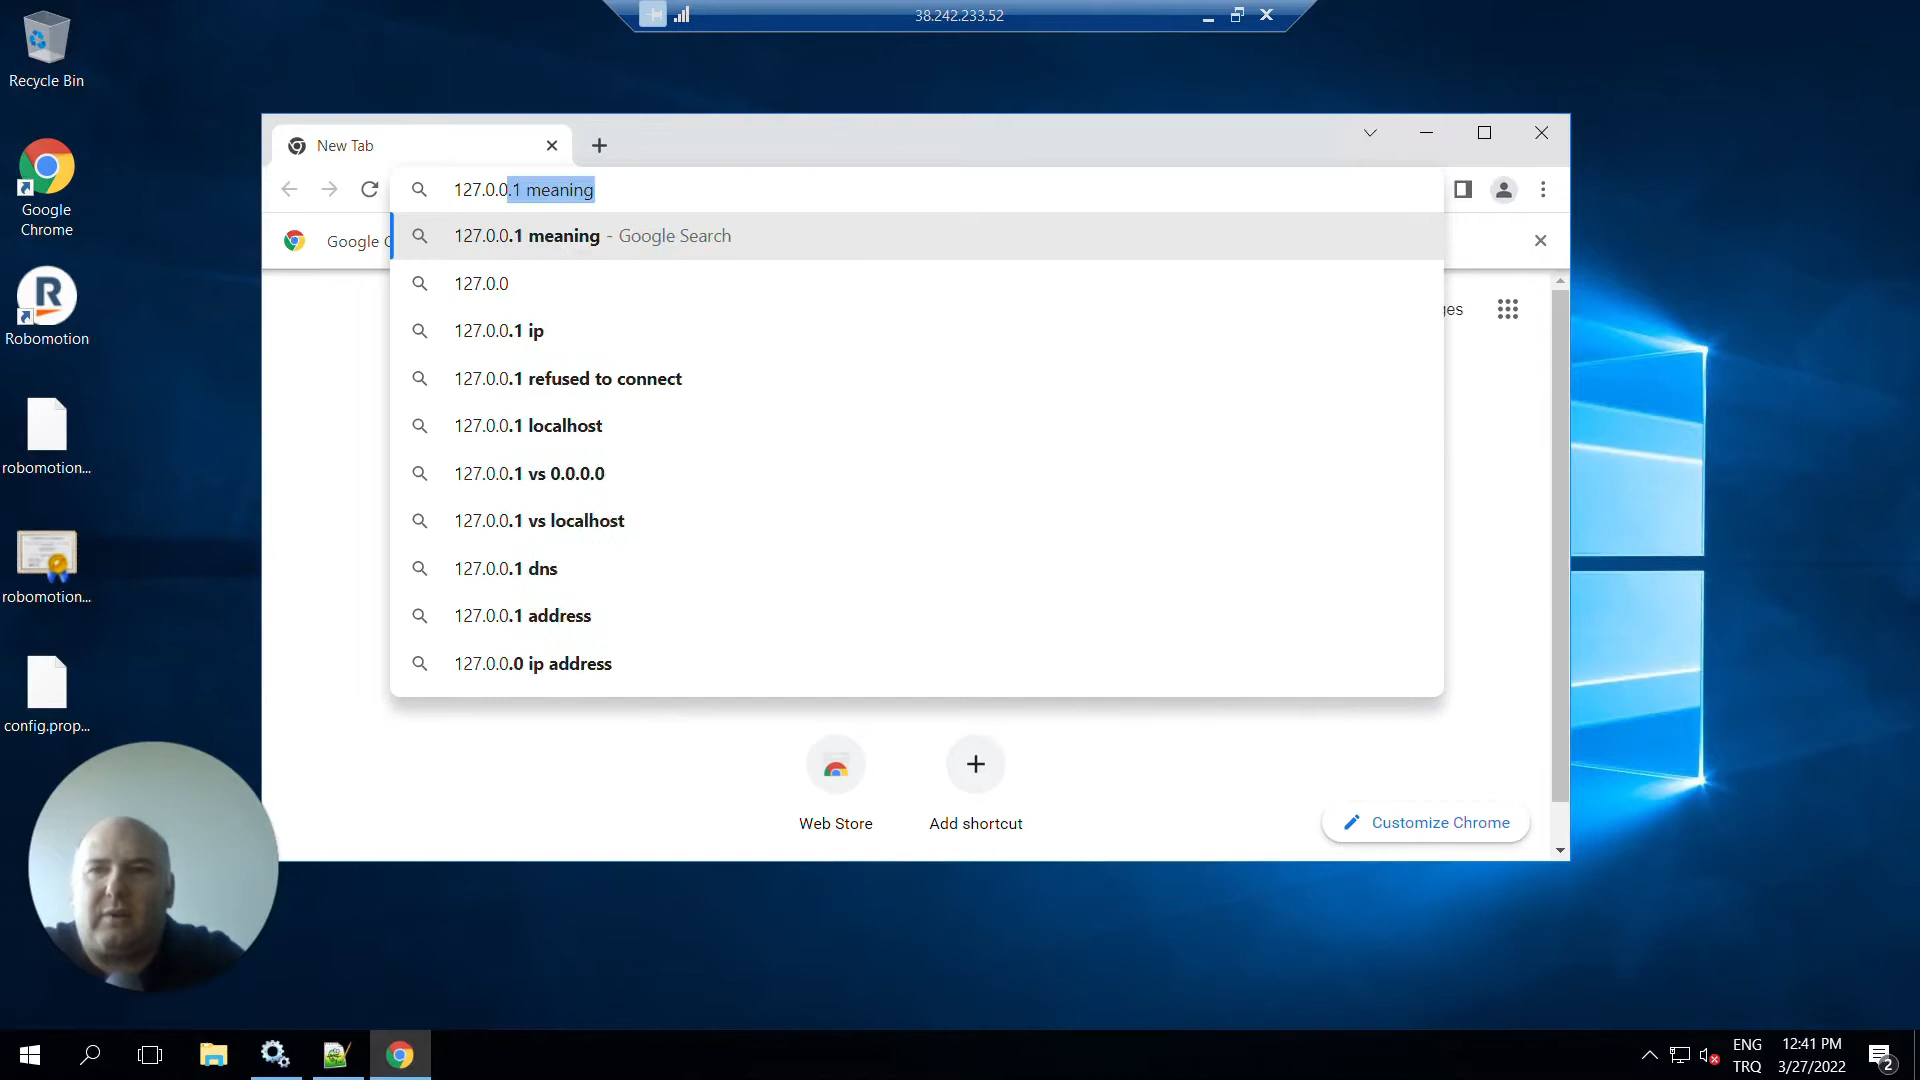 38.242.233.52
Recycle Bin
New Tab
127.0.0.1 meaning
Google
Chrome
Google C
127.0.0.1 meaning - Google Search
127.0.0
ges
127.0.0.1 ip
Robomotion
127.0.0.1 refused to connect
127.0.0.1 localhost
robomotion...
127.0.0.1 vs 0.0.0.0
127.0.0.1 vs localhost
127.0.0.1 dns
robomotion...
127.0.0.1 address
127.0.0.0 ip address
config.prop...
Web Store
Add shortcut
Customize Chrome
ENG
TRQ
12:41 PM
3/27/2022
2